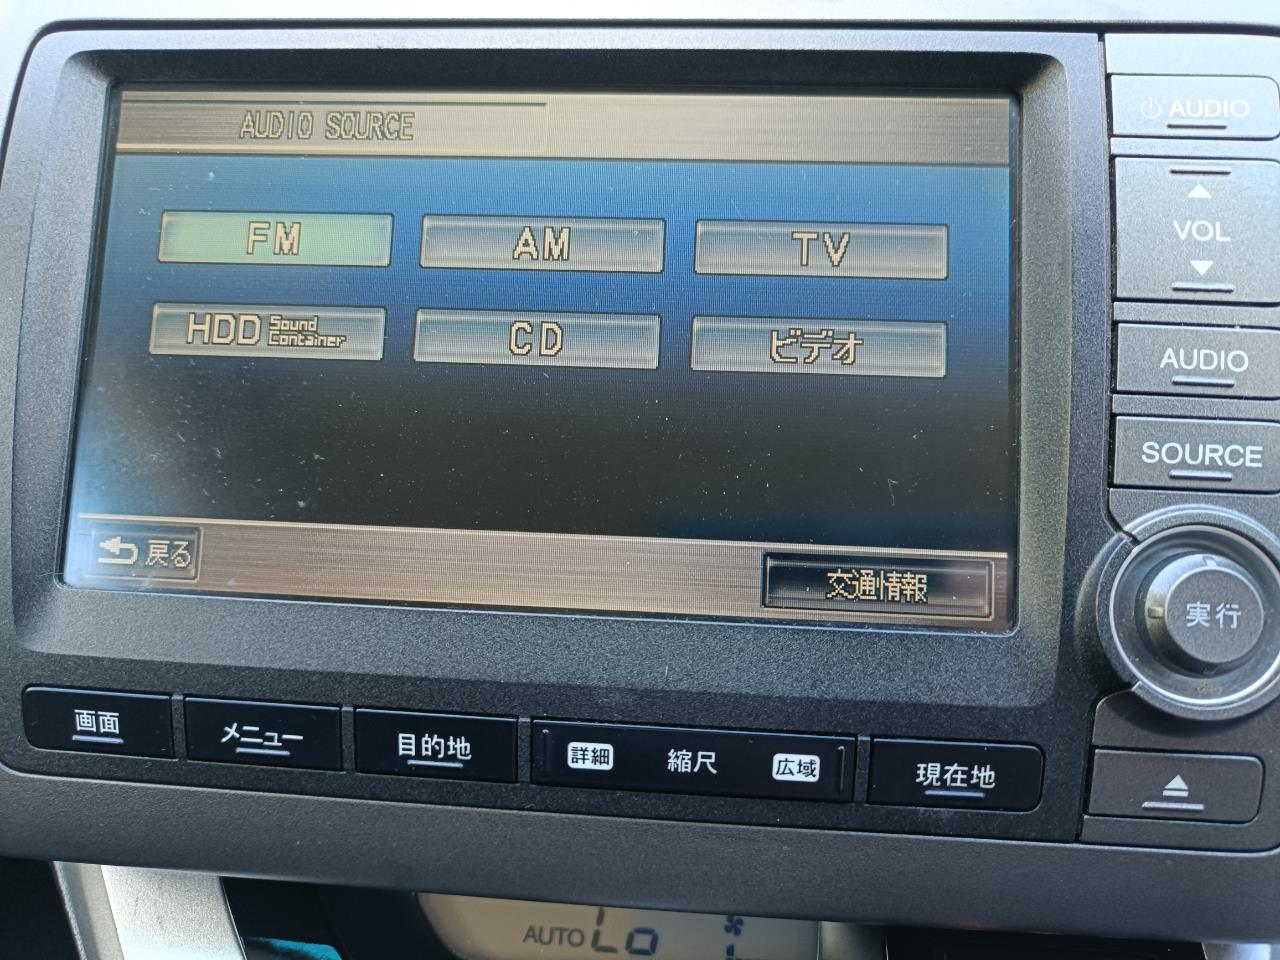 AUDIO SOURCE
FM AM TV
HDD Sound Container CD ビデオ
戻る 交通情報
AUDIO
VOL
AUDIO
SOURCE
実行
画面 メニュー 目的地 詳細 縮尺 広域 現在地
AUTO Lo